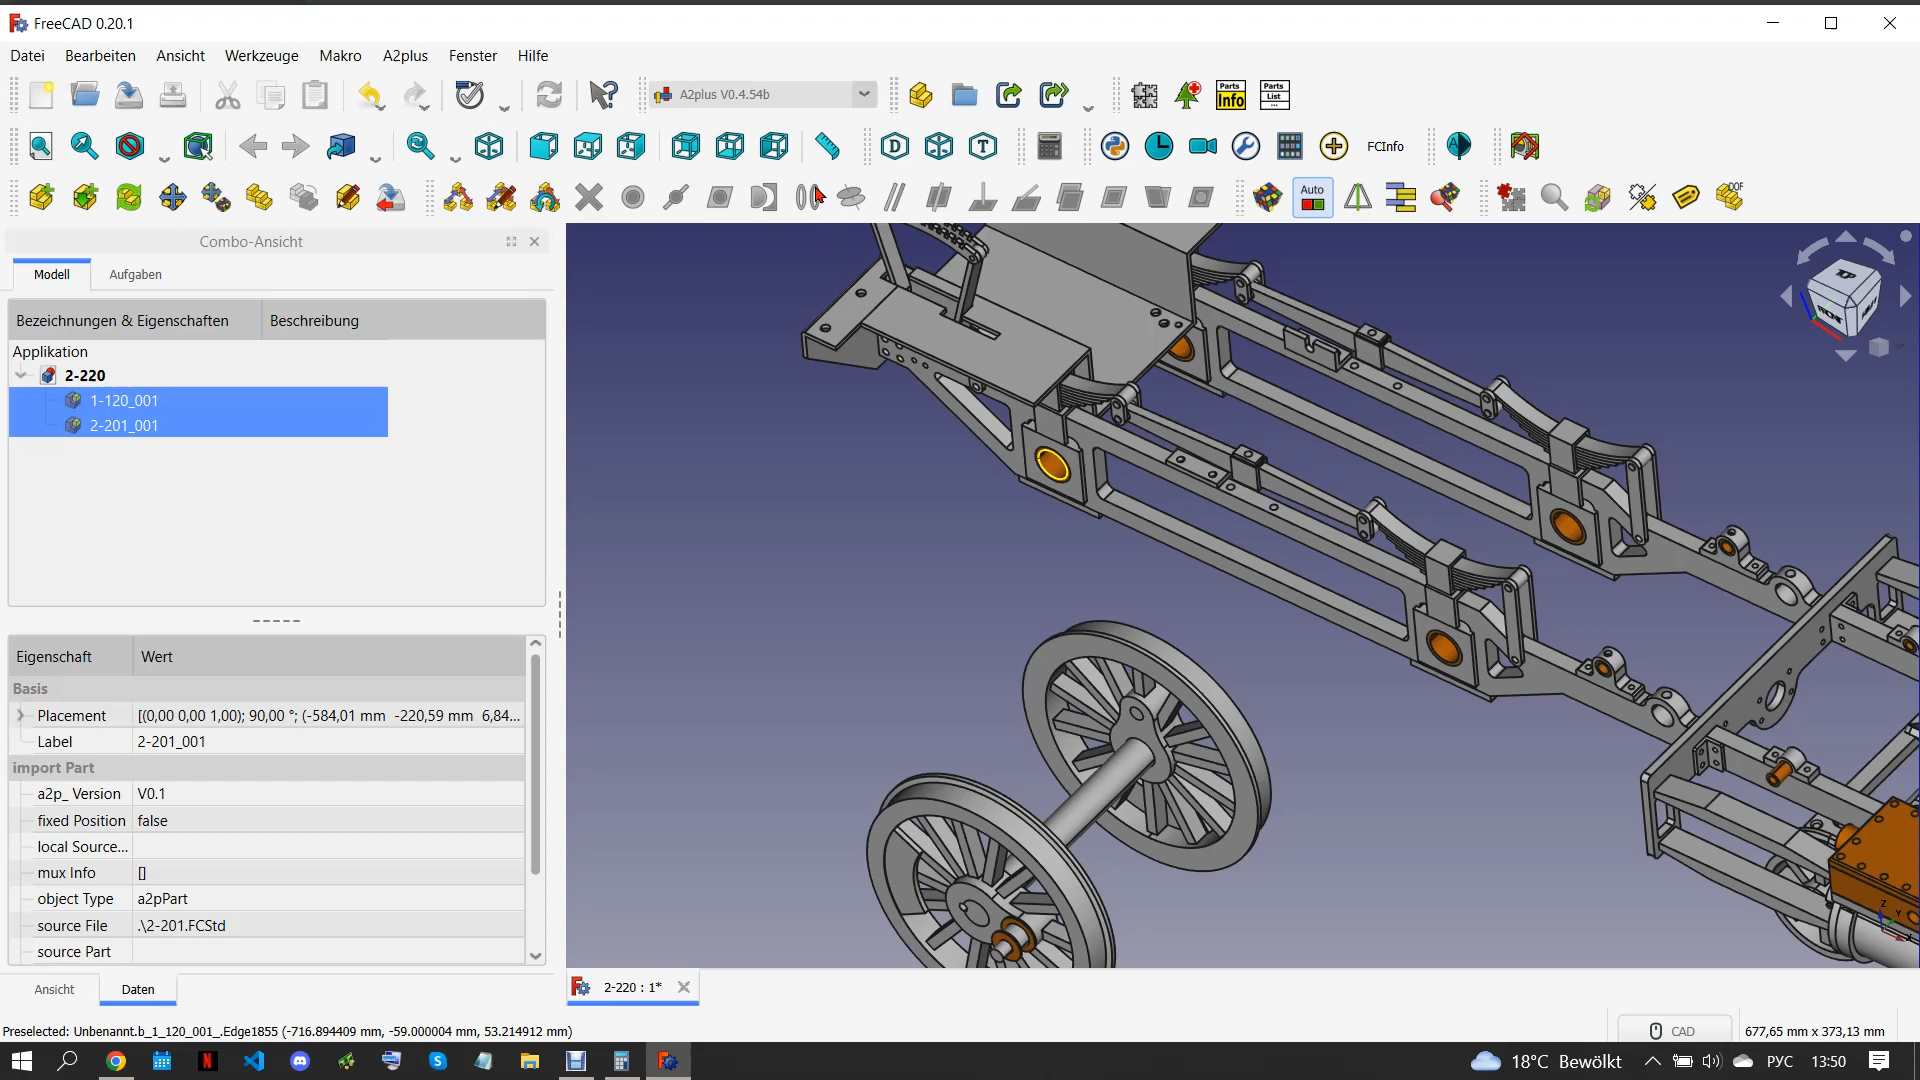 FreeCAD 0.20.1
Datei Bearbeiten Ansicht Werkzeuge Makro A2plus Fenster Hilfe
A2plus V0.4.54b
Parts Info
Parts List ...
D T FCInfo
Auto
DOF
Combo-Ansicht
Modell Aufgaben
Bezeichnungen & Eigenschaften Beschreibung
Applikation
2-220
1-120_001
2-201_001
Eigenschaft Wert
Basis
Placement [(0,00 0,00 1,00); 90,00 °; (-584,01 mm -220,59 mm 6,84...
Label 2-201_001
import Part
a2p_ Version V0.1
fixed Position false
local Source...
mux Info []
object Type a2pPart
source File .\2-201.FCStd
source Part
Ansicht Daten
2-220 : 1*
Z
Y
X
Preselected: Unbenannt.b_1_120_001_.Edge1855 (-716.894409 mm, -59.000004 mm, 53.214912 mm)
CAD 677,65 mm x 373,13 mm
18°C Bewölkt РУС 13:50